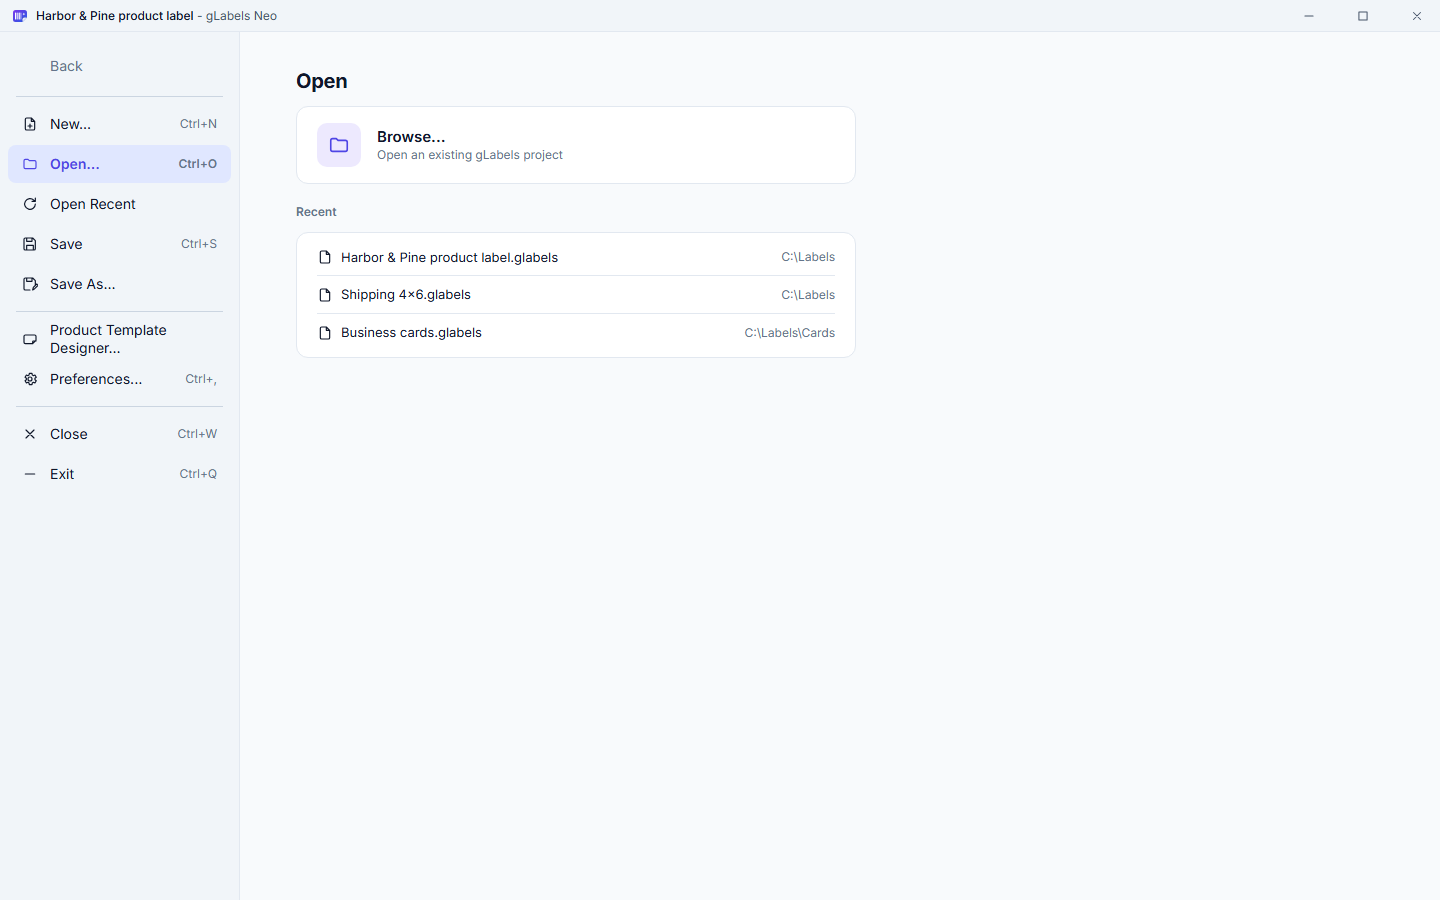 Harbor & Pine product label - gLabels Neo
Back
New... Ctrl+N
Open... Ctrl+O
Open Recent
Save Ctrl+S
Save As...
Product Template
Designer...
Preferences... Ctrl+,
Close Ctrl+W
Exit Ctrl+Q
Open
Browse...
Open an existing gLabels project
Recent
Harbor & Pine product label.glabels C:\Labels
Shipping 4×6.glabels C:\Labels
Business cards.glabels C:\Labels\Cards